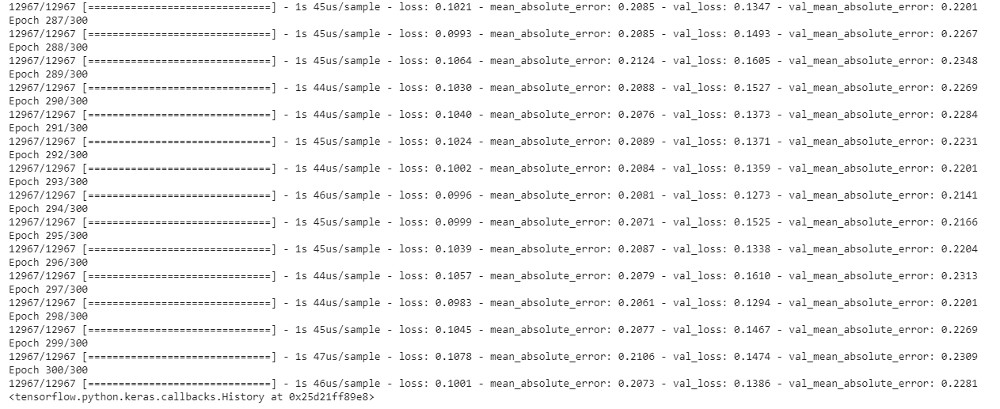 12967/12967 [==============================] - 1s 45us/sample - loss: 0.1021 - mean_absolute_error: 0.2085 - val_loss: 0.1347 - val_mean_absolute_error: 0.2201
Epoch 287/300
12967/12967 [==============================] - 1s 45us/sample - loss: 0.0993 - mean_absolute_error: 0.2085 - val_loss: 0.1493 - val_mean_absolute_error: 0.2267
Epoch 288/300
12967/12967 [==============================] - 1s 45us/sample - loss: 0.1064 - mean_absolute_error: 0.2124 - val_loss: 0.1605 - val_mean_absolute_error: 0.2348
Epoch 289/300
12967/12967 [==============================] - 1s 44us/sample - loss: 0.1030 - mean_absolute_error: 0.2088 - val_loss: 0.1527 - val_mean_absolute_error: 0.2269
Epoch 290/300
12967/12967 [==============================] - 1s 44us/sample - loss: 0.1040 - mean_absolute_error: 0.2076 - val_loss: 0.1373 - val_mean_absolute_error: 0.2284
Epoch 291/300
12967/12967 [==============================] - 1s 45us/sample - loss: 0.1024 - mean_absolute_error: 0.2089 - val_loss: 0.1371 - val_mean_absolute_error: 0.2231
Epoch 292/300
12967/12967 [==============================] - 1s 44us/sample - loss: 0.1002 - mean_absolute_error: 0.2084 - val_loss: 0.1359 - val_mean_absolute_error: 0.2201
Epoch 293/300
12967/12967 [==============================] - 1s 46us/sample - loss: 0.0996 - mean_absolute_error: 0.2081 - val_loss: 0.1273 - val_mean_absolute_error: 0.2141
Epoch 294/300
12967/12967 [==============================] - 1s 45us/sample - loss: 0.0999 - mean_absolute_error: 0.2071 - val_loss: 0.1525 - val_mean_absolute_error: 0.2166
Epoch 295/300
12967/12967 [==============================] - 1s 45us/sample - loss: 0.1039 - mean_absolute_error: 0.2087 - val_loss: 0.1338 - val_mean_absolute_error: 0.2204
Epoch 296/300
12967/12967 [==============================] - 1s 44us/sample - loss: 0.1057 - mean_absolute_error: 0.2079 - val_loss: 0.1610 - val_mean_absolute_error: 0.2313
Epoch 297/300
12967/12967 [==============================] - 1s 44us/sample - loss: 0.0983 - mean_absolute_error: 0.2061 - val_loss: 0.1294 - val_mean_absolute_error: 0.2201
Epoch 298/300
12967/12967 [==============================] - 1s 45us/sample - loss: 0.1045 - mean_absolute_error: 0.2077 - val_loss: 0.1467 - val_mean_absolute_error: 0.2269
Epoch 299/300
12967/12967 [==============================] - 1s 47us/sample - loss: 0.1078 - mean_absolute_error: 0.2106 - val_loss: 0.1474 - val_mean_absolute_error: 0.2309
Epoch 300/300
12967/12967 [==============================] - 1s 46us/sample - loss: 0.1001 - mean_absolute_error: 0.2073 - val_loss: 0.1386 - val_mean_absolute_error: 0.2281
<tensorflow.python.keras.callbacks.History at 0x25d21ff89e8>